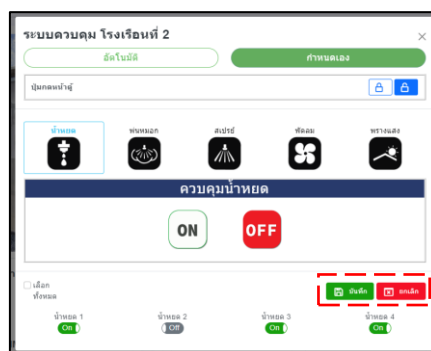 ระบบควบคุม โรงเรือนที่ 2
อัตโนมัติ กำหนดเอง
ปุ่มกดหน้าตู้
น้ำหยด พ่นหมอก สเปรย์ พัดลม พรางแสง
ควบคุมน้ำหยด
ON OFF
เลือก
ทั้งหมด
บันทึก ยกเลิก
น้ำหยด 1 น้ำหยด 2 น้ำหยด 3 น้ำหยด 4
On Off On On